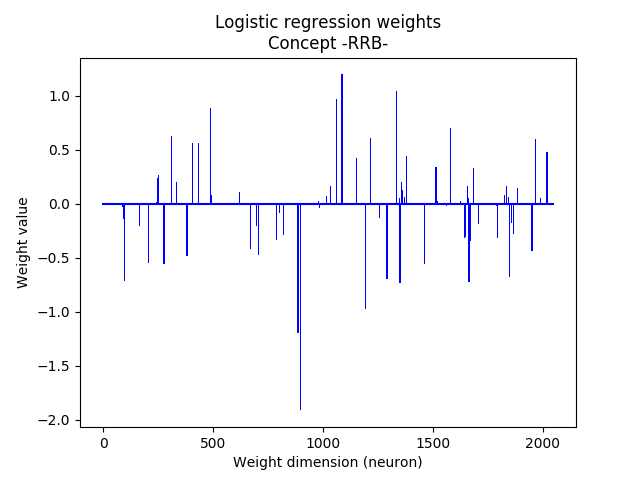 Logistic regression weights
Concept -RRB-
1.0
0.5
0.0
−0.5
−1.0
−1.5
−2.0
Weight value
0 500 1000 1500 2000
Weight dimension (neuron)